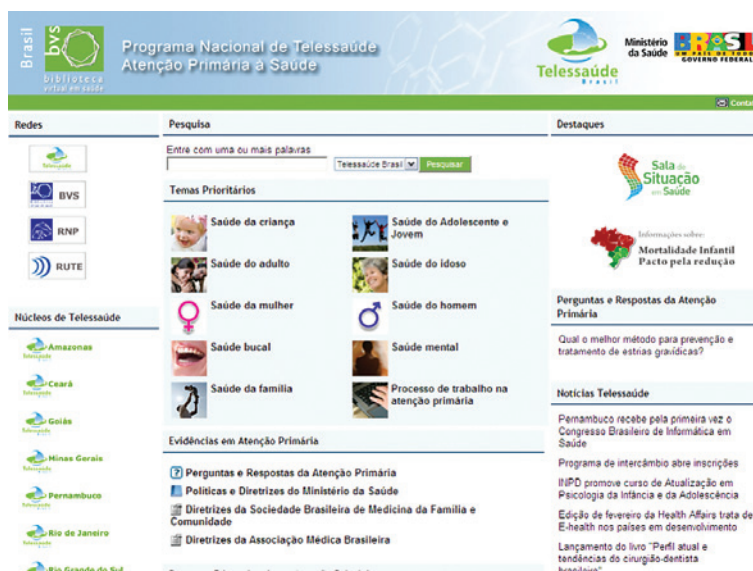 Brasil
bvs
biblioteca
virtual em saúde
Programa Nacional de Telessaúde
Atenção Primária à Saúde
Telessaúde
Brasil
Ministério
da Saúde
BRASIL
UM PAÍS DE TODOS
GOVERNO FEDERAL
Redes
Telessaúde
BVS
RNP
RUTE
Núcleos de Telessaúde
Amazonas
Ceará
Goiás
Minas Gerais
Pernambuco
Rio de Janeiro
Rio Grande do Sul
Pesquisa
Entre com uma ou mais palavras
Telessaúde Brasil
Pesquisar
Temas Prioritários
Saúde da criança
Saúde do Adolescente e
Jovem
Saúde do adulto
Saúde do idoso
Saúde da mulher
Saúde do homem
Saúde bucal
Saúde mental
Saúde da família
Processo de trabalho na
atenção primária
Evidências em Atenção Primária
Perguntas e Respostas da Atenção Primária
Políticas e Diretrizes do Ministério da Saúde
Diretrizes da Sociedade Brasileira de Medicina da Família e
Comunidade
Diretrizes da Associação Médica Brasileira
Destaques
Sala de
Situação
em Saúde
Informações sobre:
Mortalidade Infantil
Pacto pela redução
Perguntas e Respostas da Atenção
Primária
Qual o melhor método para prevenção e
tratamento de estrias gravídicas?
Notícias Telessaúde
Pernambuco recebe pela primeira vez o
Congresso Brasileiro de Informática em
Saúde
Programa de intercâmbio abre inscrições
INPD promove curso de Atualização em
Psicologia da Infância e da Adolescência
Edição de fevereiro da Health Affairs trata de
E-health nos países em desenvolvimento
Lançamento do livro "Perfil atual e
tendências do cirurgião-dentista
brasileiro"